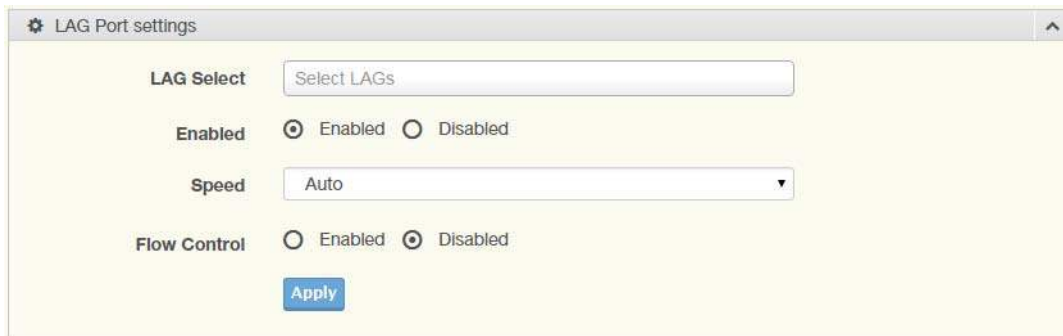 LAG Port settings
LAG Select Select LAGs
Enabled Enabled Disabled
Speed Auto
Flow Control Enabled Disabled
Apply